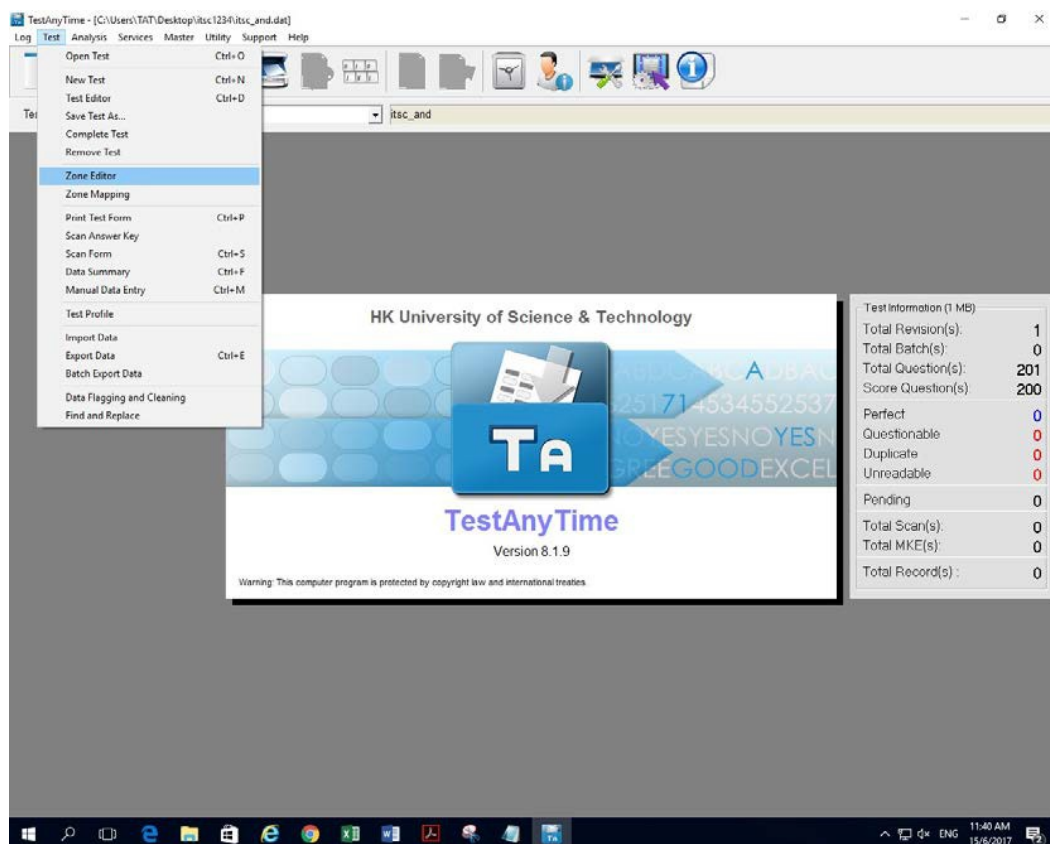 TestAnyTime - [C:\Users\TAT\Desktop\itsc1234\itsc_and.dat]
Log Test Analysis Services Master Utility Support Help
Open Test Ctrl+O
New Test Ctrl+N
Test Editor Ctrl+D
Save Test As...
Complete Test
Remove Test
Zone Editor
Zone Mapping
Print Test Form Ctrl+P
Scan Answer Key
Scan Form Ctrl+S
Data Summary Ctrl+F
Manual Data Entry Ctrl+M
Test Profile
Import Data
Export Data Ctrl+E
Batch Export Data
Data Flagging and Cleaning
Find and Replace
itsc_and
HK University of Science & Technology
TA
TestAnyTime
Version 8.1.9
Warning: This computer program is protected by copyright law and international treaties.
Test Information (1 MB)
Total Revision(s): 1
Total Batch(s): 0
Total Question(s): 201
Score Question(s): 200
Perfect 0
Questionable 0
Duplicate 0
Unreadable 0
Pending 0
Total Scan(s): 0
Total MKE(s): 0
Total Record(s) : 0
ENG
11:40 AM
15/6/2017